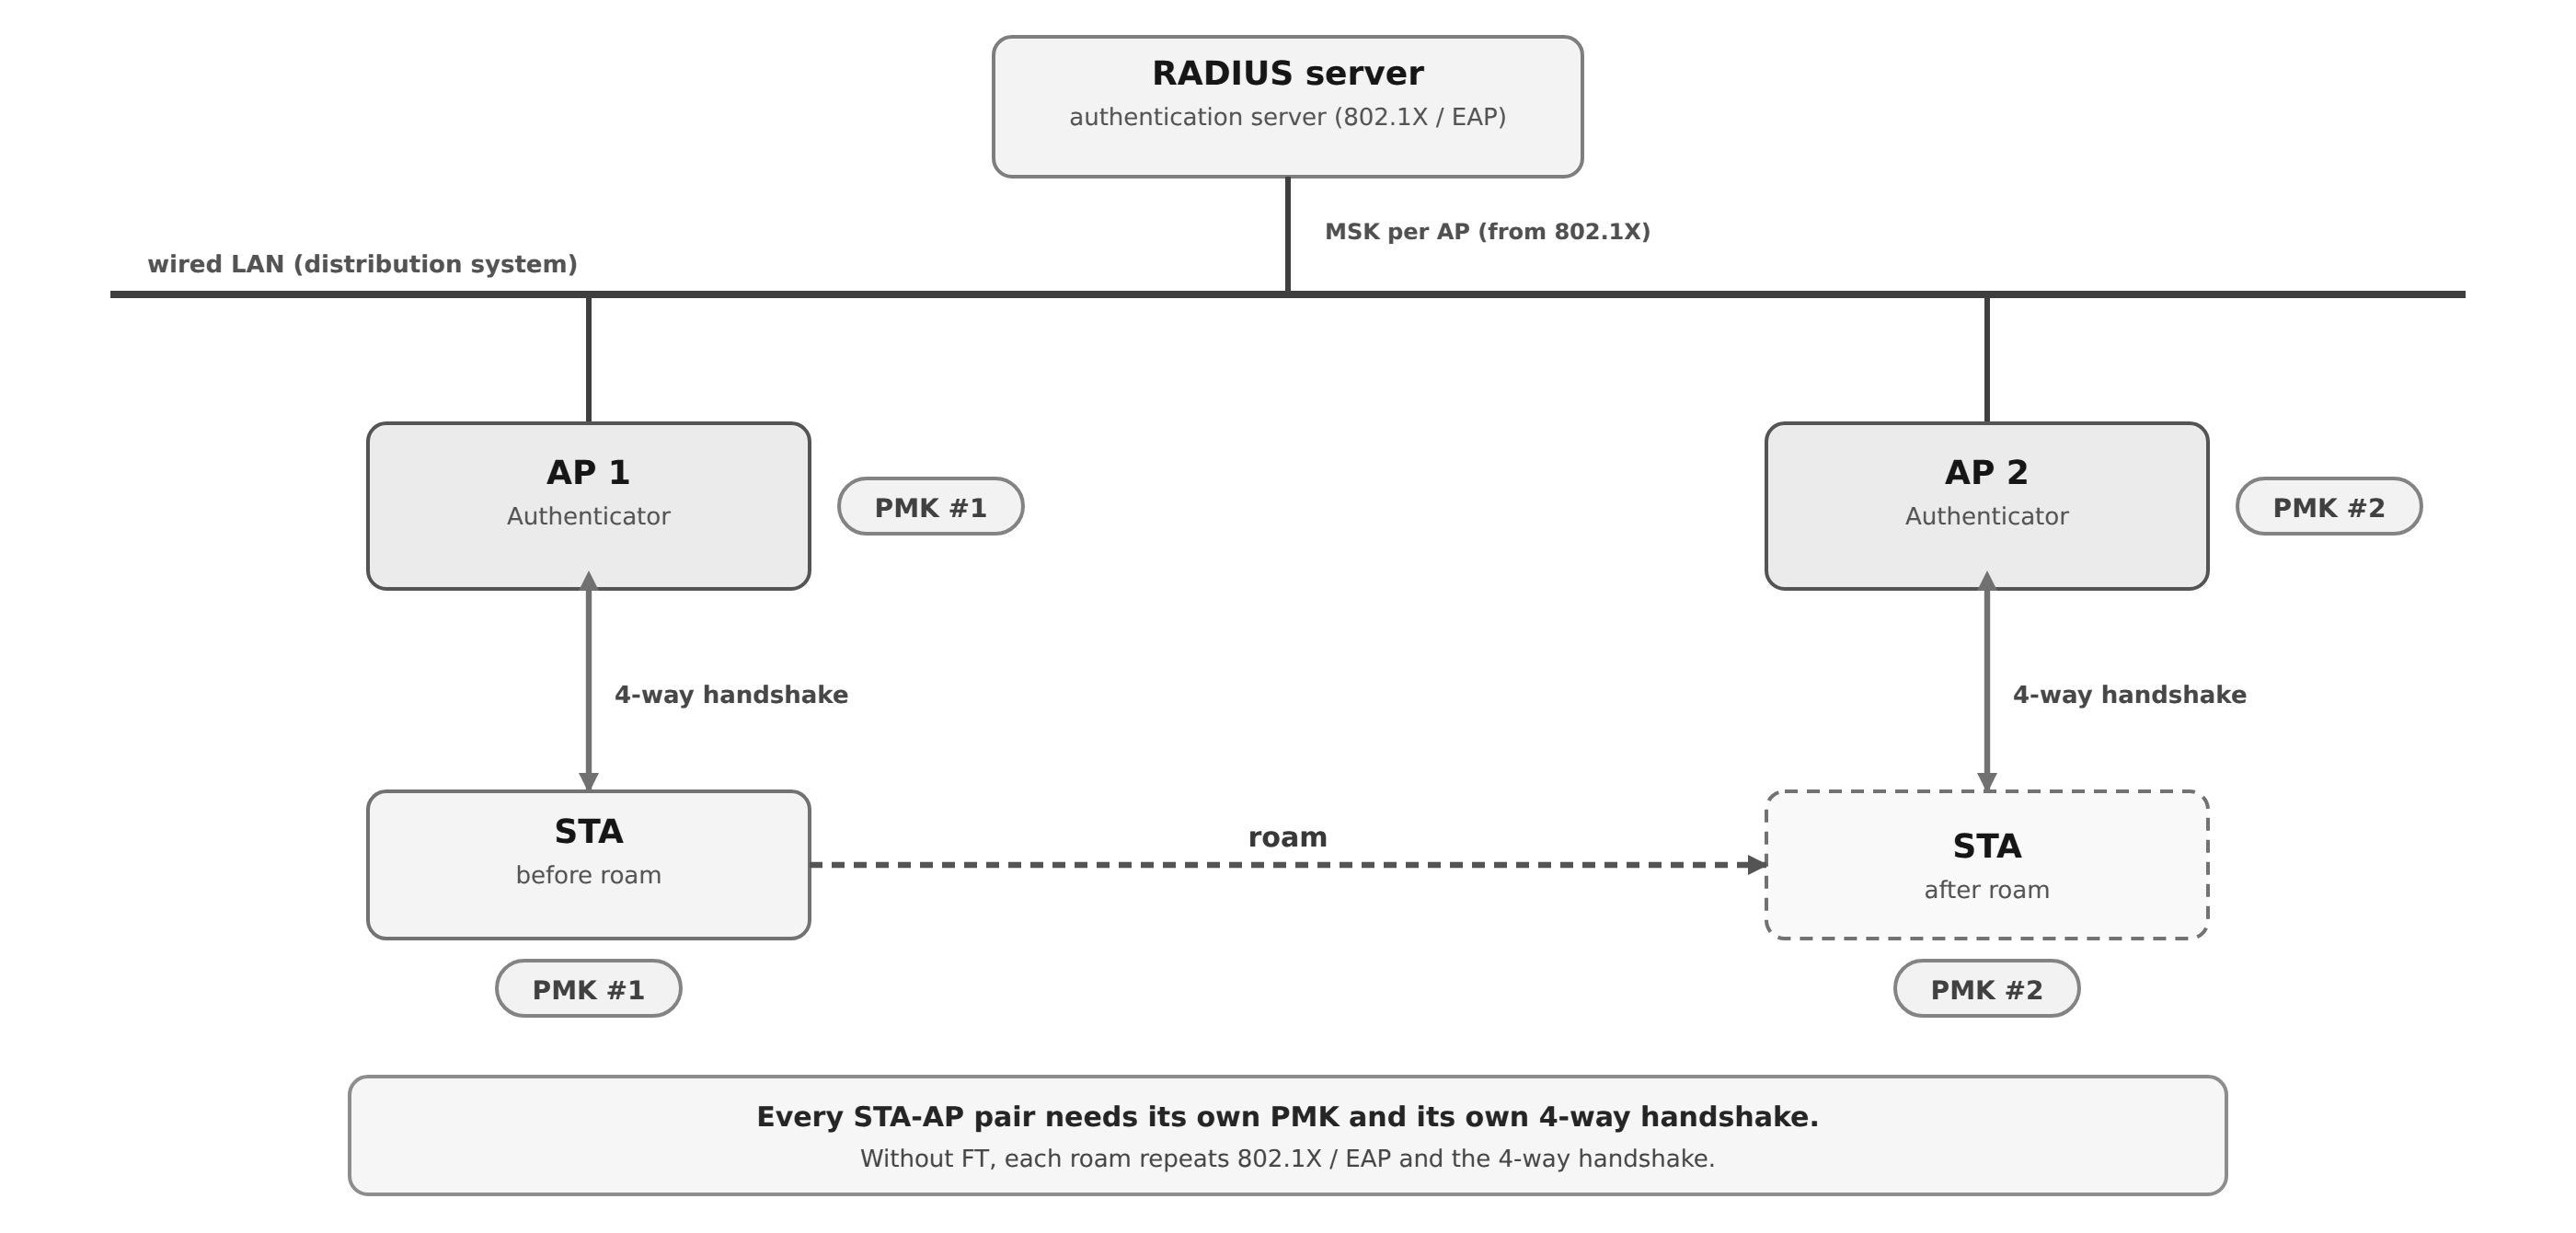 RADIUS server
authentication server (802.1X / EAP)
MSK per AP (from 802.1X)
wired LAN (distribution system)
AP 1
Authenticator
PMK #1
AP 2
Authenticator
PMK #2
4-way handshake
4-way handshake
STA
before roam
roam
STA
after roam
PMK #1
PMK #2
Every STA-AP pair needs its own PMK and its own 4-way handshake.
Without FT, each roam repeats 802.1X / EAP and the 4-way handshake.